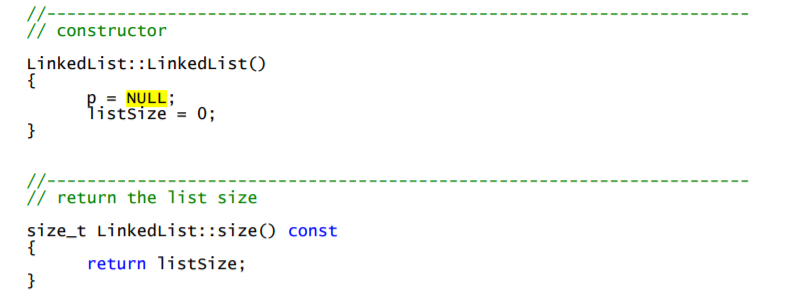 //----------------------------------------------------------------------
// constructor
LinkedList::LinkedList()
{
p = NULL;
listSize = 0;
}
//----------------------------------------------------------------------
// return the list size
size_t LinkedList::size() const
{
return listSize;
}